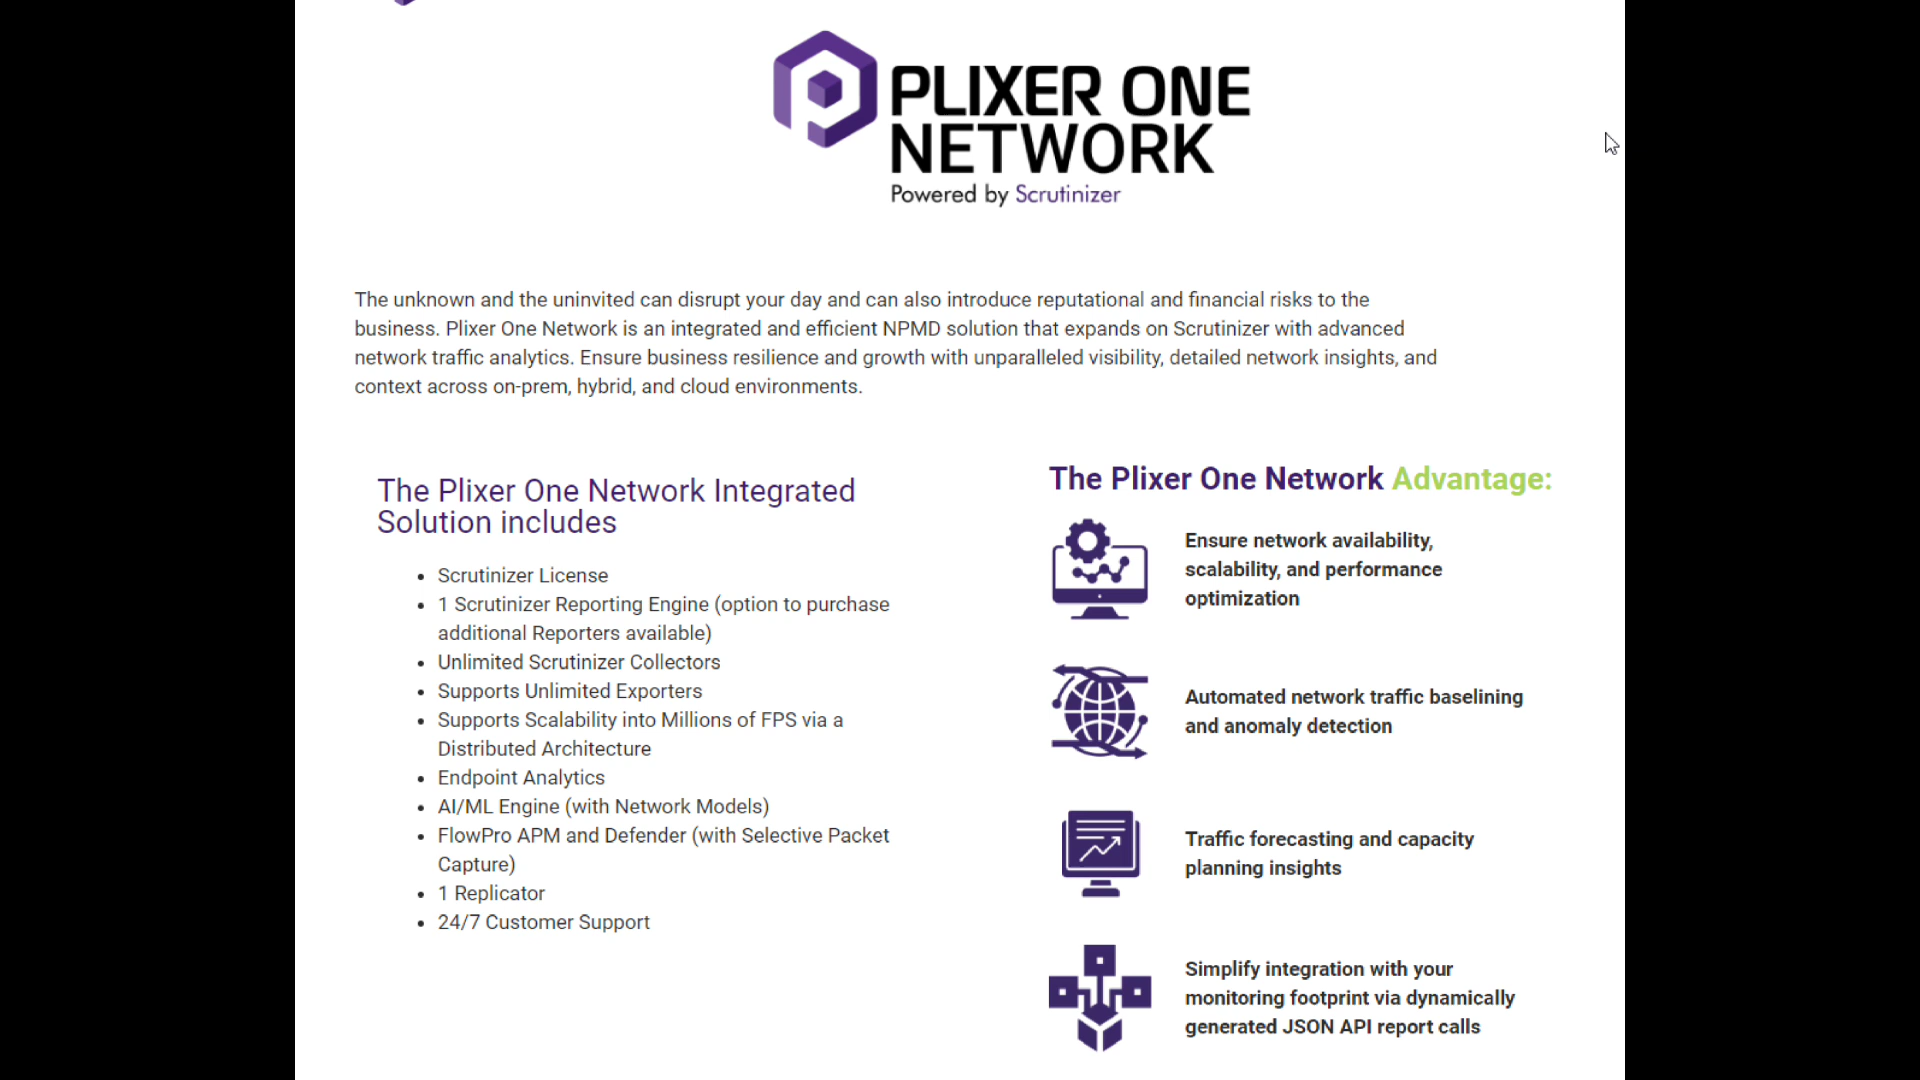 PLIXER ONE
NETWORK
Powered by Scrutinizer
The unknown and the uninvited can disrupt your day and can also introduce reputational and financial risks to the
business. Plixer One Network is an integrated and efficient NPMD solution that expands on Scrutinizer with advanced
network traffic analytics. Ensure business resilience and growth with unparalleled visibility, detailed network insights, and
context across on-prem, hybrid, and cloud environments.
The Plixer One Network Integrated
Solution includes
• Scrutinizer License
• 1 Scrutinizer Reporting Engine (option to purchase
additional Reporters available)
• Unlimited Scrutinizer Collectors
• Supports Unlimited Exporters
• Supports Scalability into Millions of FPS via a
Distributed Architecture
• Endpoint Analytics
• AI/ML Engine (with Network Models)
• FlowPro APM and Defender (with Selective Packet
Capture)
• 1 Replicator
• 24/7 Customer Support
The Plixer One Network Advantage:
Ensure network availability,
scalability, and performance
optimization
Automated network traffic baselining
and anomaly detection
Traffic forecasting and capacity
planning insights
Simplify integration with your
monitoring footprint via dynamically
generated JSON API report calls